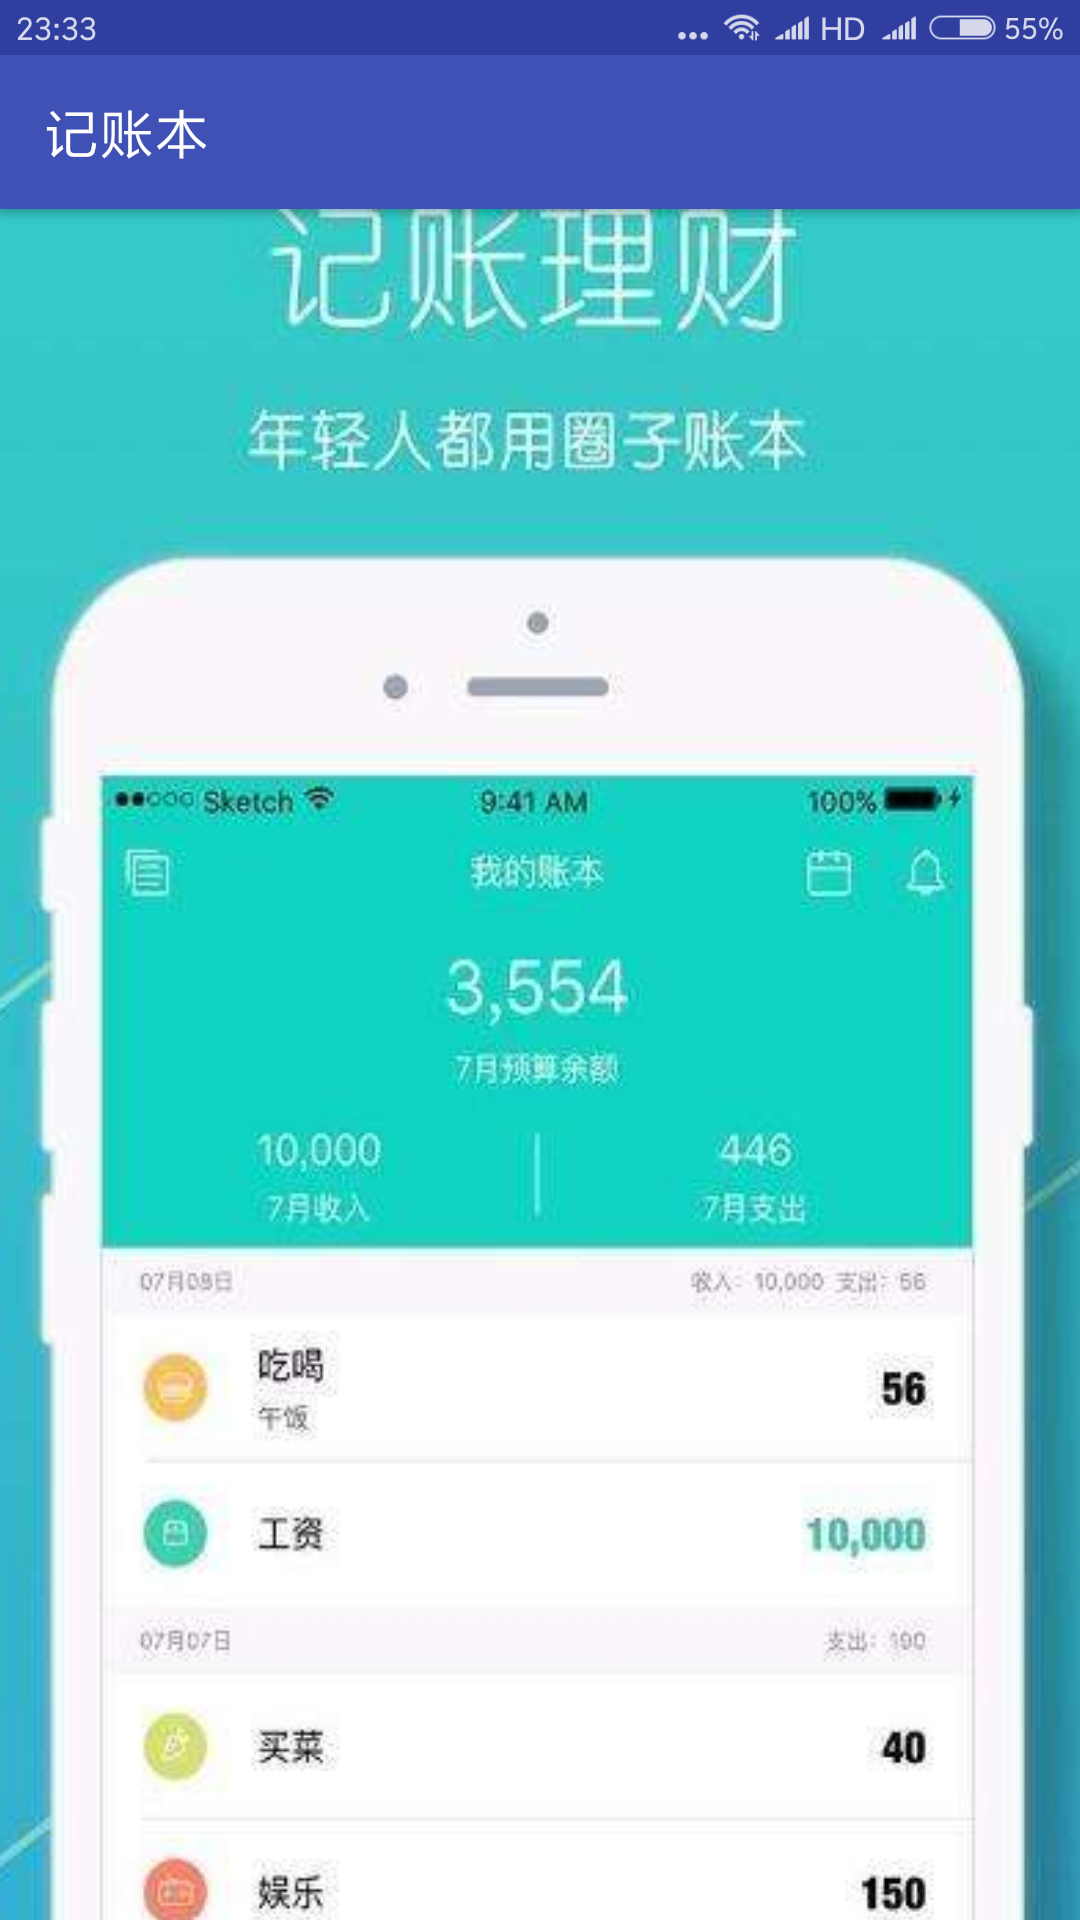 23:33 ... HD 55%
记账本
记账理财
年轻人都用圈子账本
Sketch 9:41 AM 100%
我的账本
3,554
7月预算余额
10,000 446
7月收入 7月支出
07月08日 收入：10,000 支出：56
吃喝 56
午饭
工资 10,000
07月07日 支出：190
买菜 40
娱乐 150